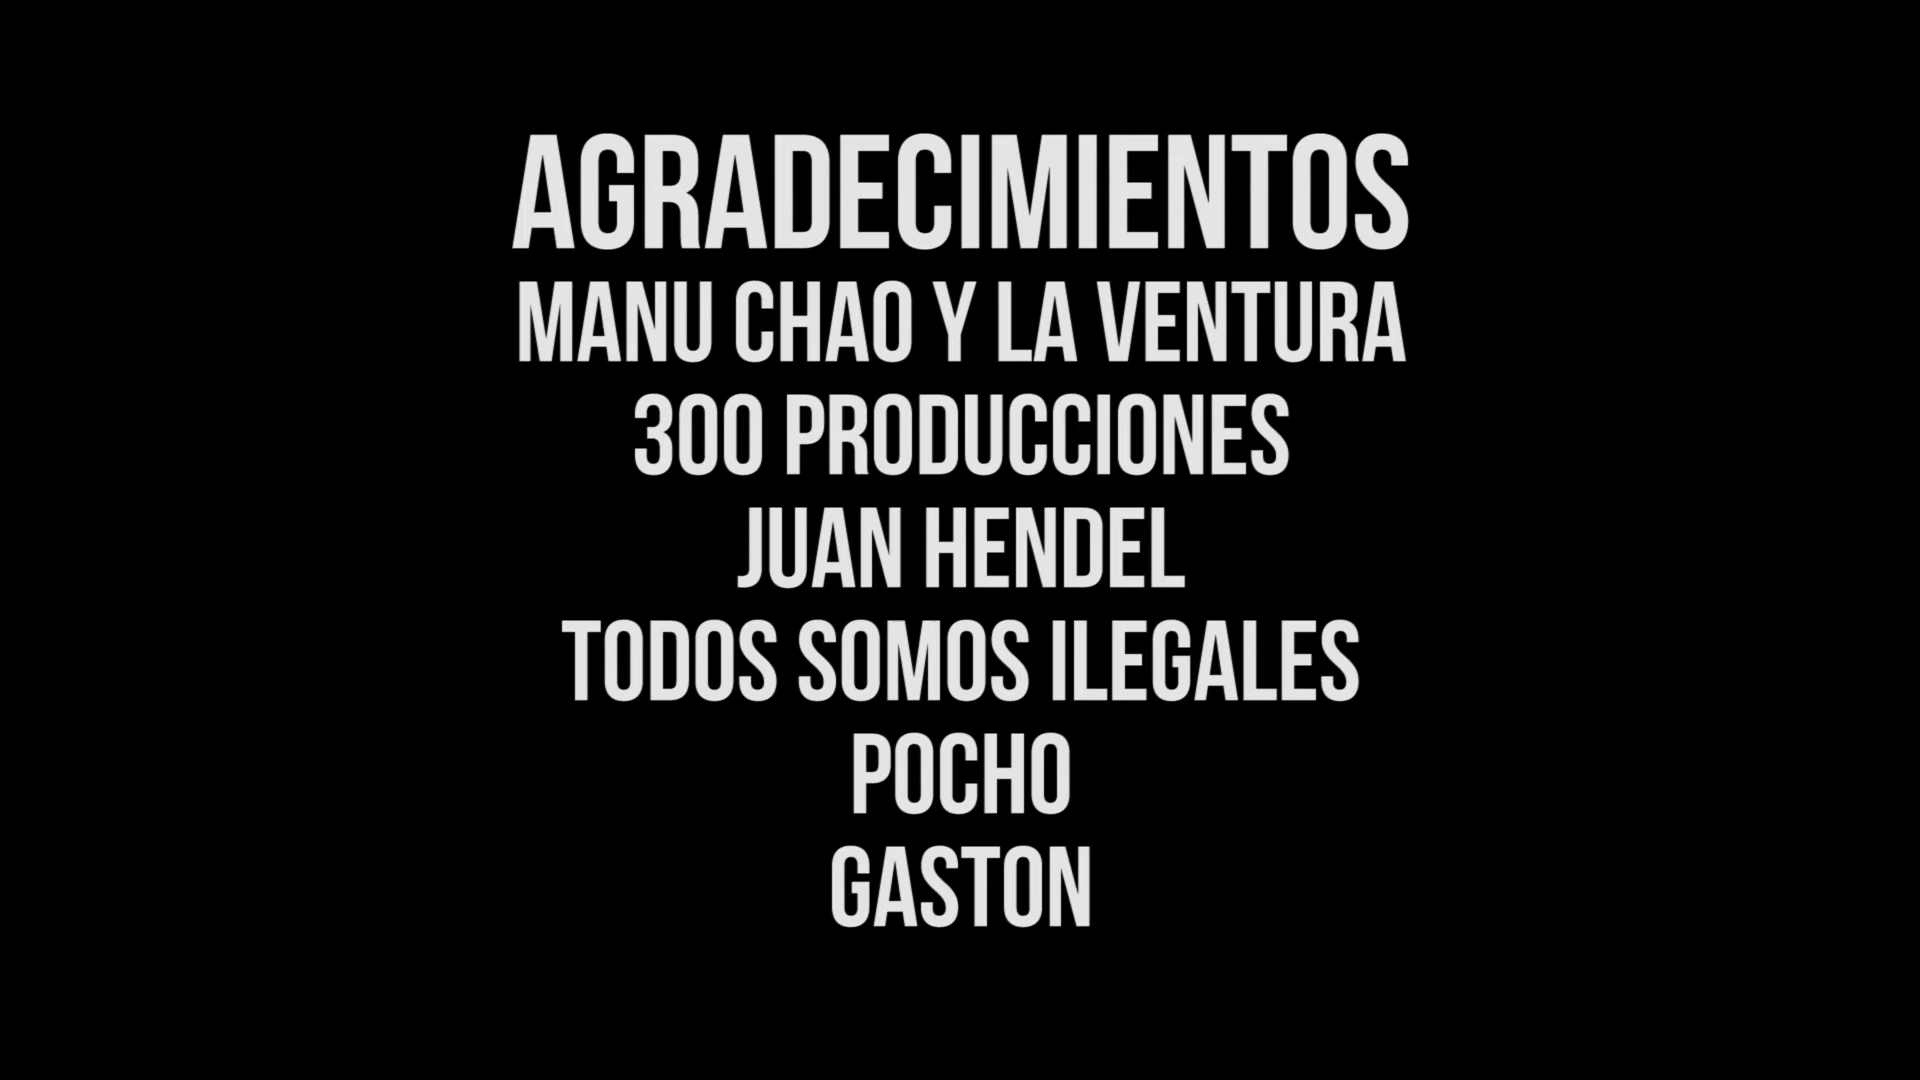 AGRADECIMIENTOS
MANU CHAO Y LA VENTURA
300 PRODUCCIONES
JUAN HENDEL
TODOS SOMOS ILEGALES
POCHO
GASTON